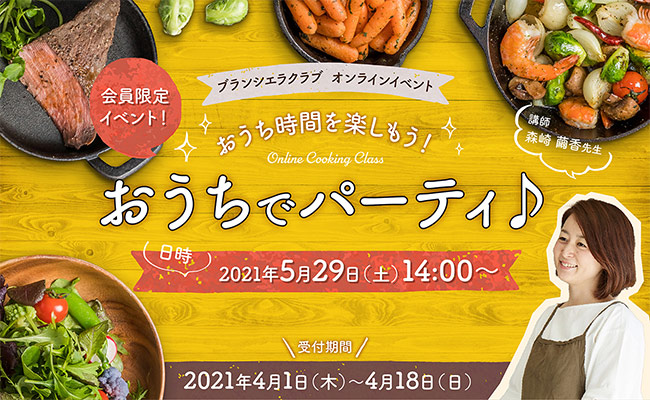 ブランシエラクラブ オンラインイベント
会員限定
イベント!
おうち時間を楽しもう!
Online Cooking Class
おうちでパーティ♪
講師
森崎 繭香先生
日時
2021年5月29日(土)14:00〜
受付期間
2021年4月1日(木)〜4月18日(日)